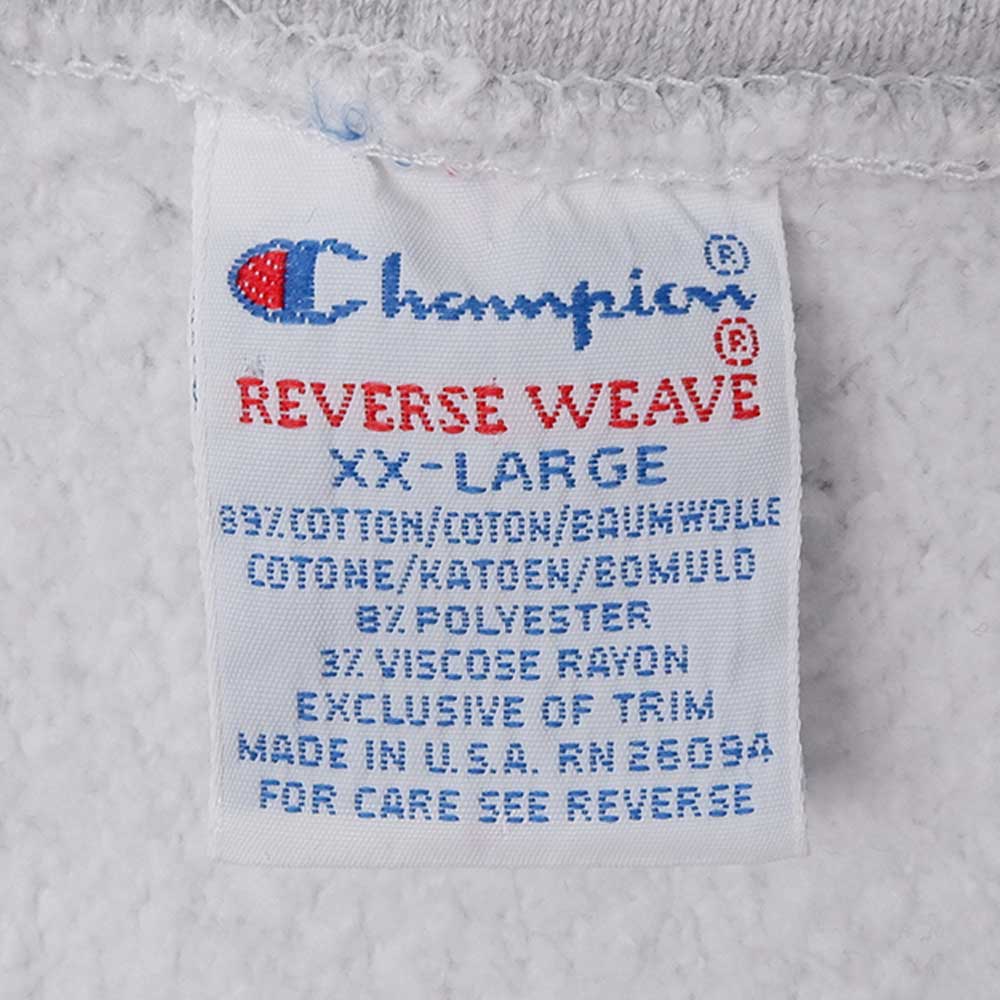 Champion®
®
REVERSE WEAVE
XX-LARGE
89% COTTON/COTON/BAUMWOLLE
COTONE/KATOEN/BOMULD
8% POLYESTER
3% VISCOSE RAYON
EXCLUSIVE OF TRIM
MADE IN U.S.A. RN 26094
FOR CARE SEE REVERSE